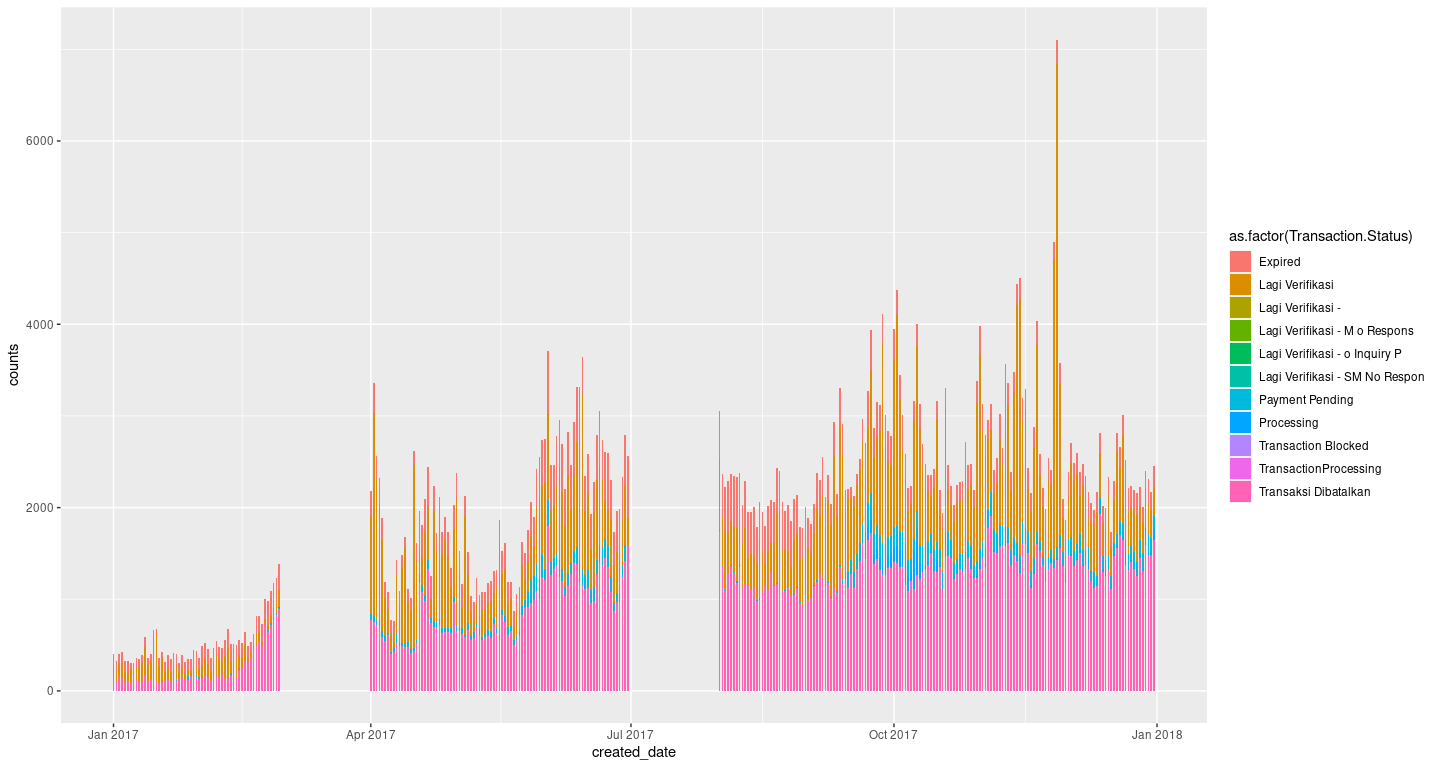 counts
6000
4000
2000
0
Jan 2017
Apr 2017
Jul 2017
Oct 2017
Jan 2018
created_date
as.factor(Transaction.Status)
Expired
Lagi Verifikasi
Lagi Verifikasi -
Lagi Verifikasi - M o Respons
Lagi Verifikasi - o Inquiry P
Lagi Verifikasi - SM No Respon
Payment Pending
Processing
Transaction Blocked
TransactionProcessing
Transaksi Dibatalkan